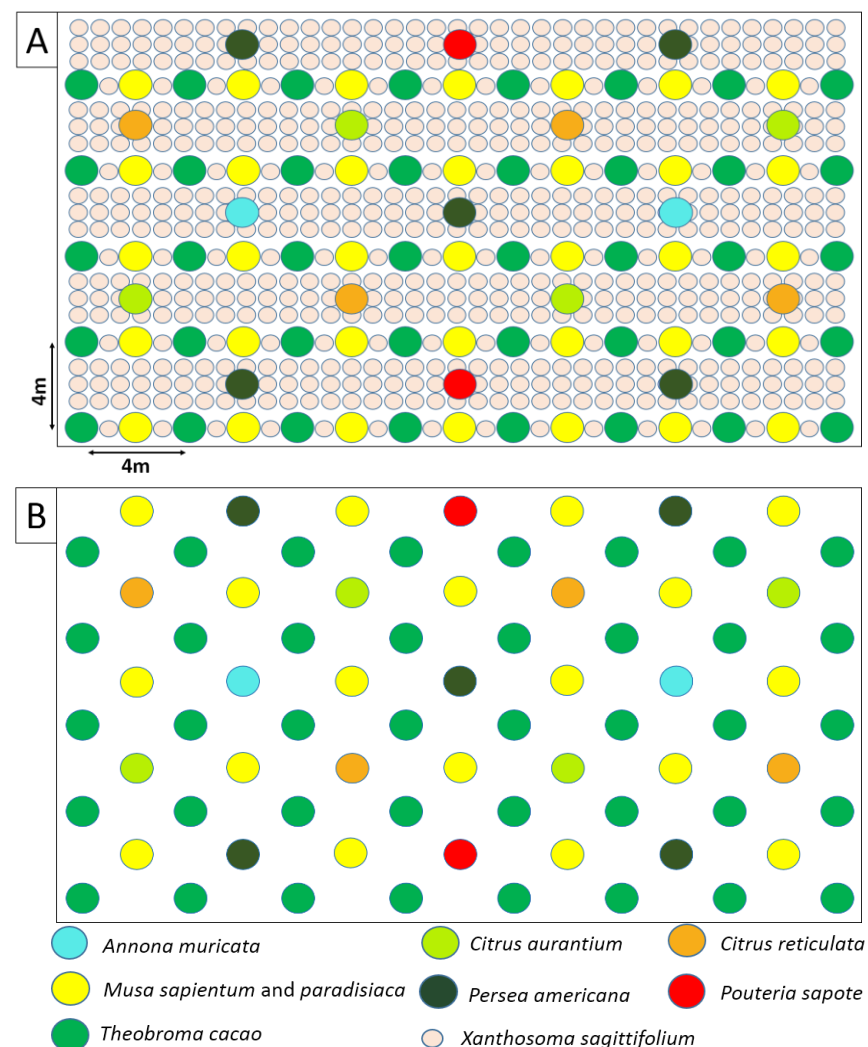 A
4m
4m
B
Annona muricata
Citrus aurantium
Citrus reticulata
Musa sapientum and paradisiaca
Persea americana
Pouteria sapote
Theobroma cacao
Xanthosoma sagittifolium